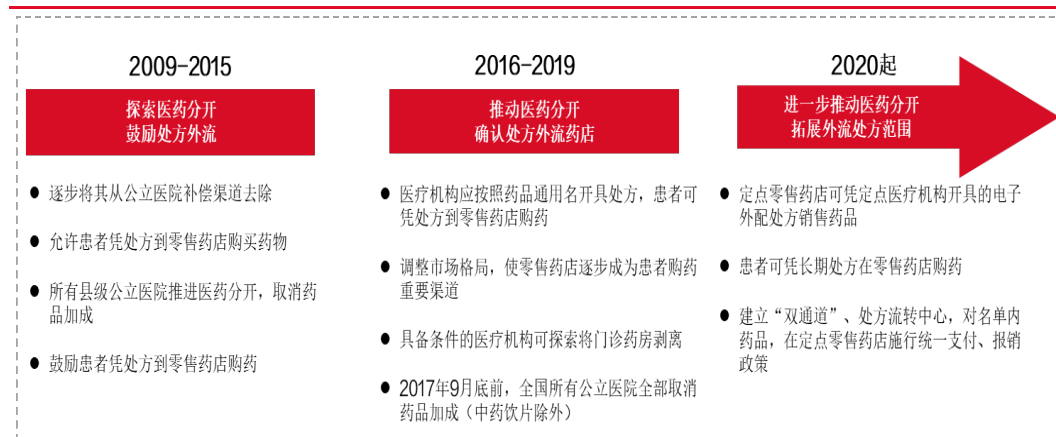 2009-2015
探索医药分开
鼓励处方外流
● 逐步将其从公立医院补偿渠道去除
● 允许患者凭处方到零售药店购买药物
● 所有县级公立医院推进医药分开，取消药
品加成
● 鼓励患者凭处方到零售药店购药
2016-2019
推动医药分开
确认处方外流药店
● 医疗机构应按照药品通用名开具处方，患者可
凭处方到零售药店购药
● 调整市场格局，使零售药店逐步成为患者购药
重要渠道
● 具备条件的医疗机构可探索将门诊药房剥离
● 2017年9月底前，全国所有公立医院全部取消
药品加成（中药饮片除外）
2020起
进一步推动医药分开
拓展外流处方范围
● 定点零售药店可凭定点医疗机构开具的电子
外配处方销售药品
● 患者可凭长期处方在零售药店购药
● 建立“双通道”、处方流转中心，对名单内
药品，在定点零售药店施行统一支付、报销
政策